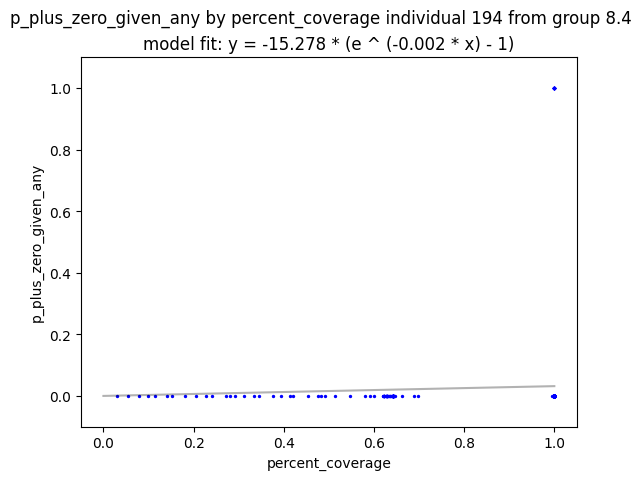 p_plus_zero_given_any by percent_coverage individual 194 from group 8.4
model fit: y = -15.278 * (e ^ (-0.002 * x) - 1)
1.0
0.8
0.6
0.4
0.2
0.0
p_plus_zero_given_any
0.0 0.2 0.4 0.6 0.8 1.0
percent_coverage